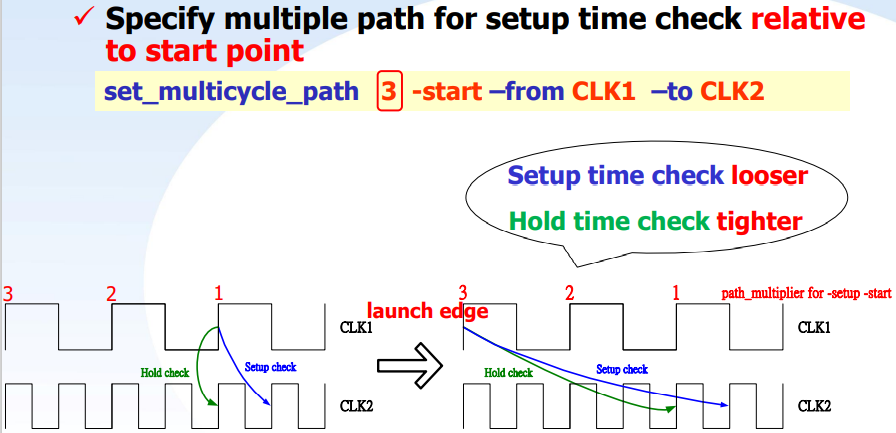 ✓ Specify multiple path for setup time check relative
to start point
set_multicycle_path 3 -start –from CLK1 –to CLK2
Setup time check looser
Hold time check tighter
3 2 1
CLK1
Hold check
Setup check
CLK2
launch edge
3 2 1 path_multiplier for -setup -start
CLK1
Hold check
Setup check
CLK2